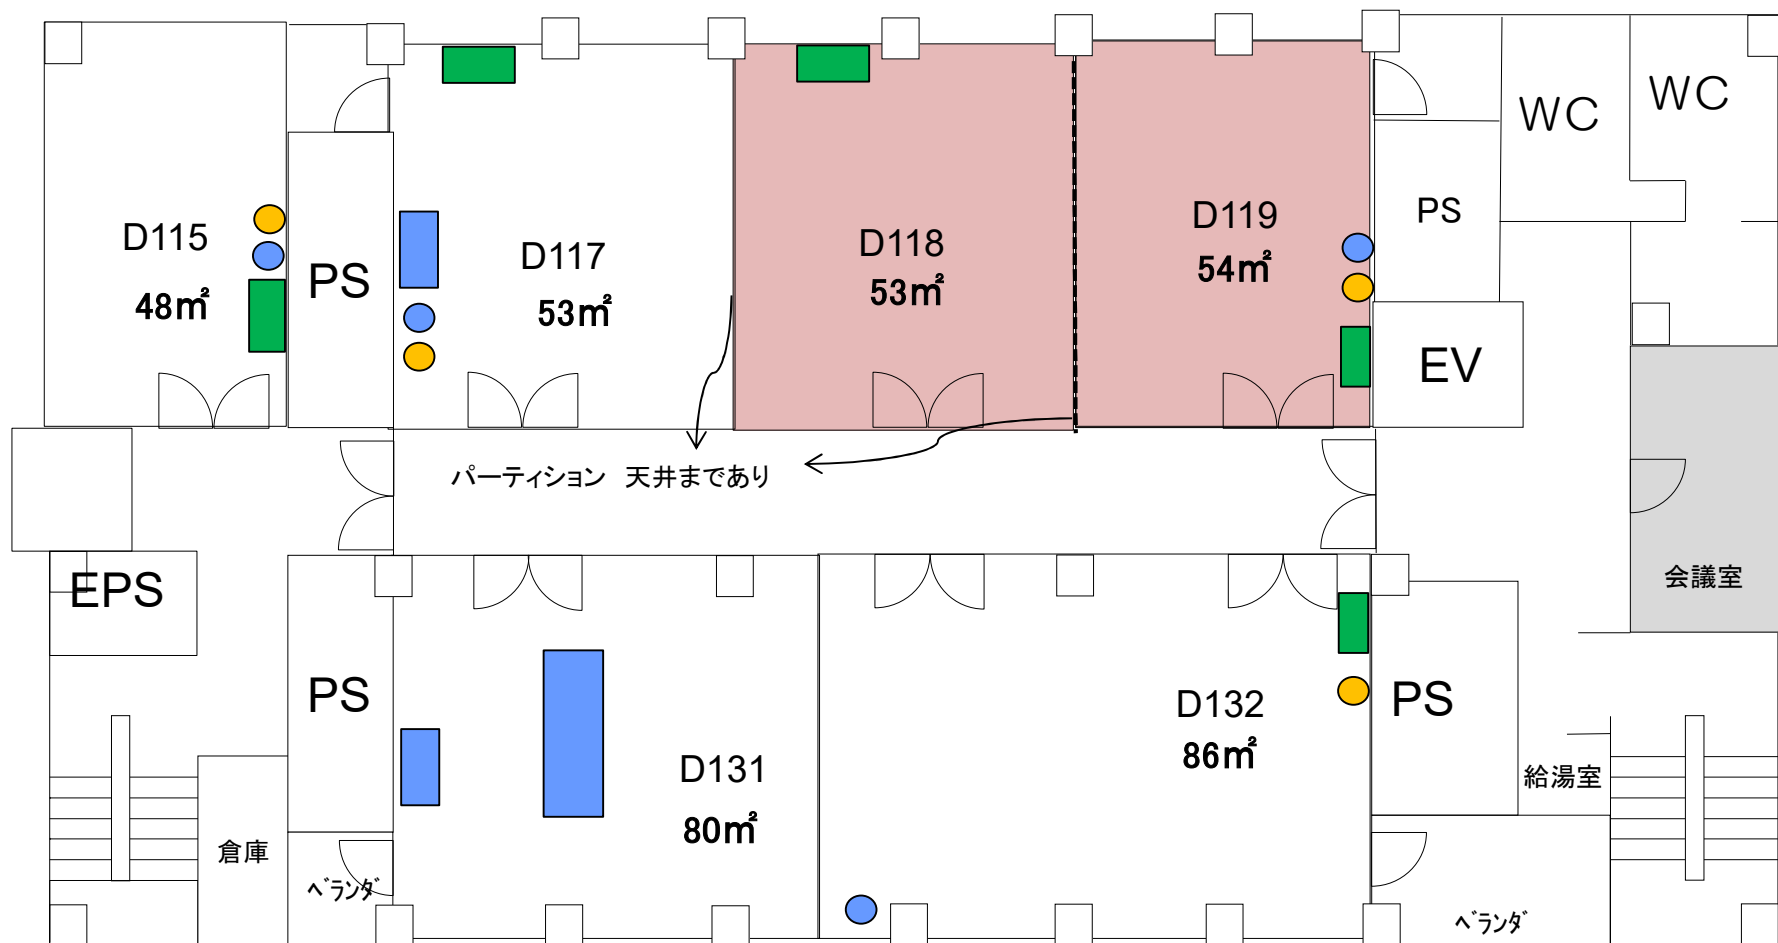 WC
WC
D115
48㎡
PS
D117
53㎡
D118
53㎡
D119
54㎡
PS
EV
パーティション 天井まであり
EPS
会議室
PS
D131
80㎡
D132
86㎡
PS
給湯室
倉庫
ベランダ
ベランダ